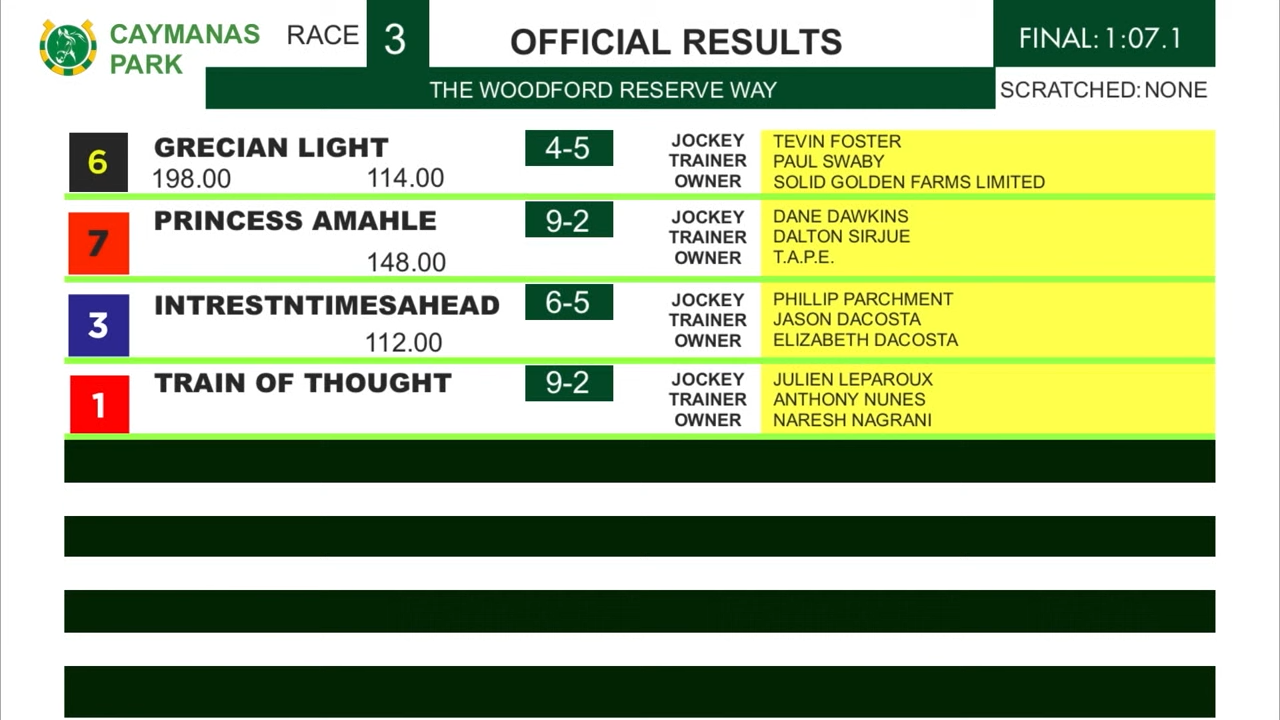 CAYMANAS PARK
RACE 3
OFFICIAL RESULTS
FINAL: 1:07.1
THE WOODFORD RESERVE WAY
SCRATCHED: NONE
6 GRECIAN LIGHT 4-5
198.00 114.00
JOCKEY TEVIN FOSTER
TRAINER PAUL SWABY
OWNER SOLID GOLDEN FARMS LIMITED
7 PRINCESS AMAHLE 9-2
148.00
JOCKEY DANE DAWKINS
TRAINER DALTON SIRJUE
OWNER T.A.P.E.
3 INTRESTNTIMESAHEAD 6-5
112.00
JOCKEY PHILLIP PARCHMENT
TRAINER JASON DACOSTA
OWNER ELIZABETH DACOSTA
1 TRAIN OF THOUGHT 9-2
JOCKEY JULIEN LEPAROUX
TRAINER ANTHONY NUNES
OWNER NARESH NAGRANI